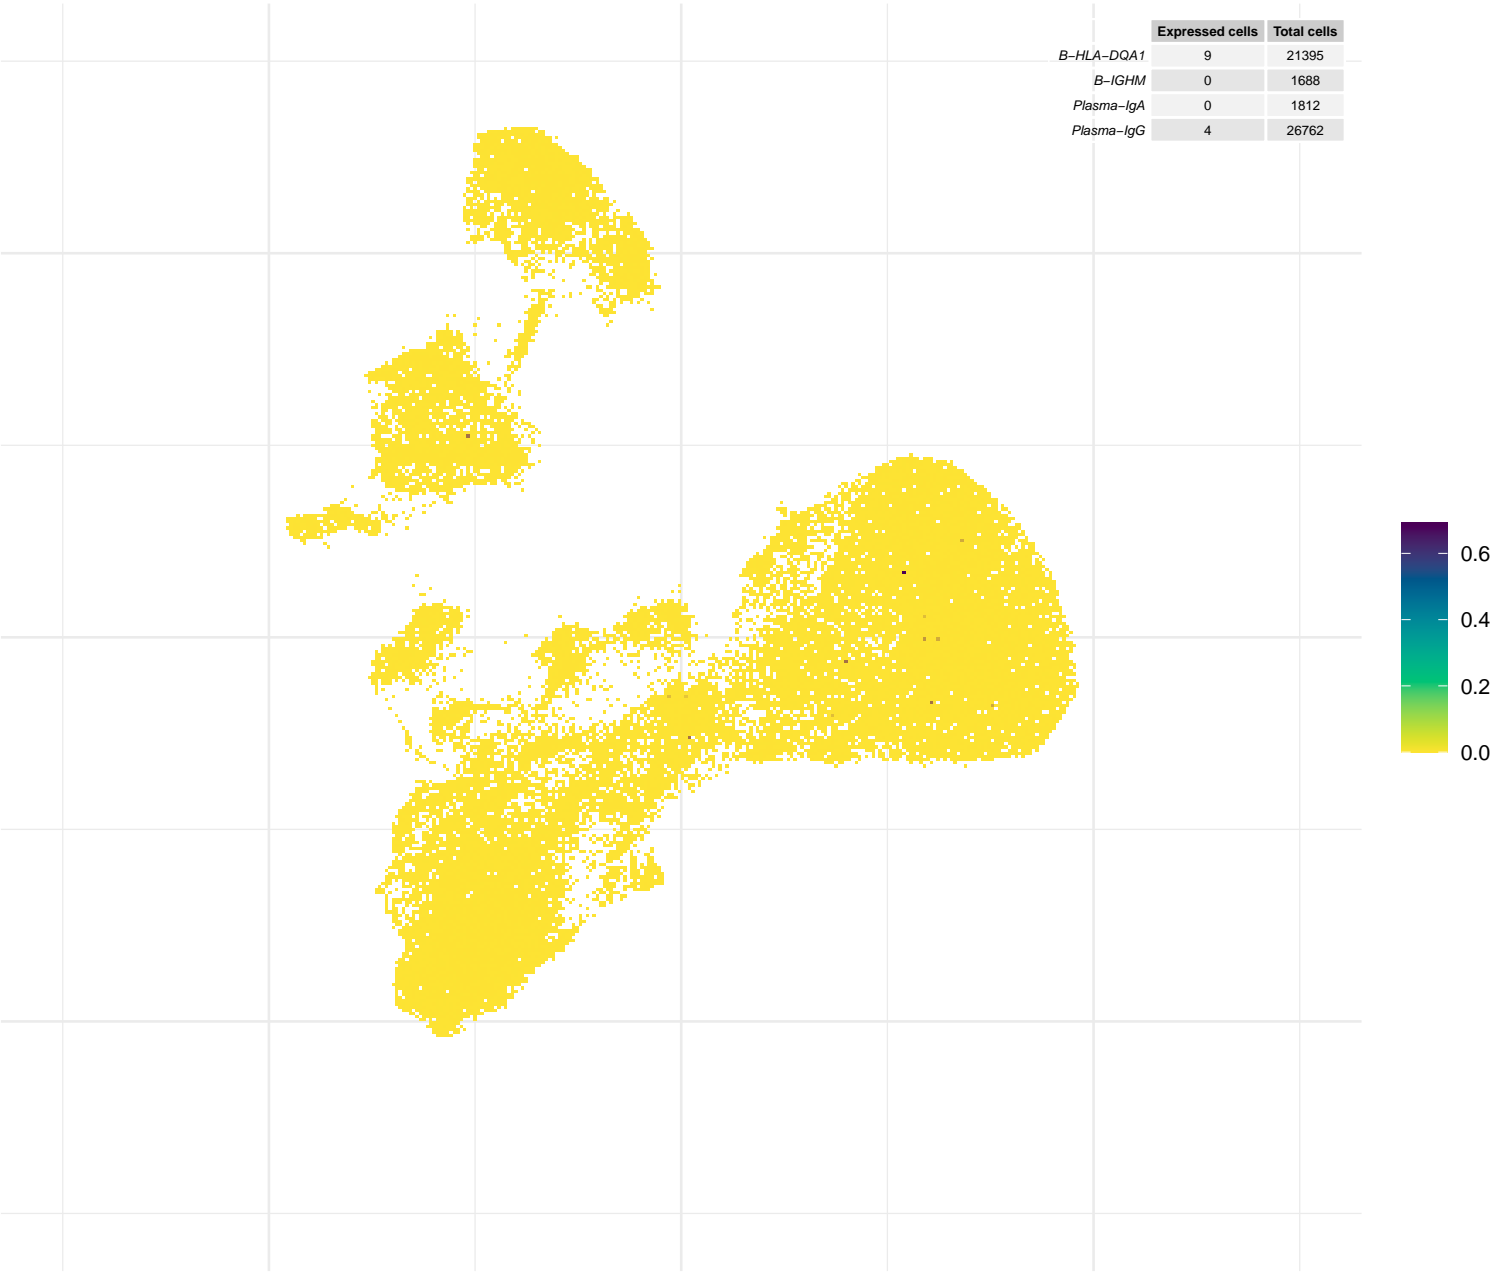 Expressed cells Total cells
B−HLA−DQA1 9 21395
B−IGHM 0 1688
Plasma−IgA 0 1812
Plasma−IgG 4 26762
0.6
0.4
0.2
0.0